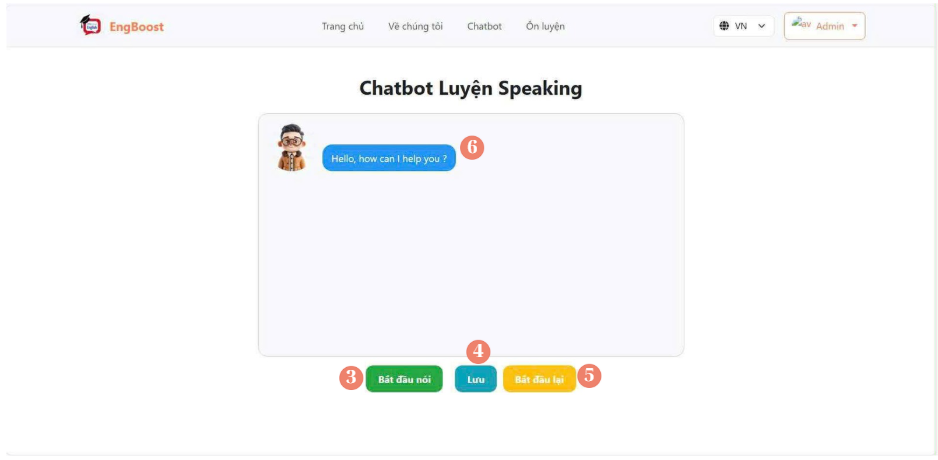 EngBoost
Trang chủ Về chúng tôi Chatbot Ôn luyện
VN
av Admin
Chatbot Luyện Speaking
Hello, how can I help you ?
6
4
3
Bắt đầu nói
Lưu
Bắt đầu lại
5